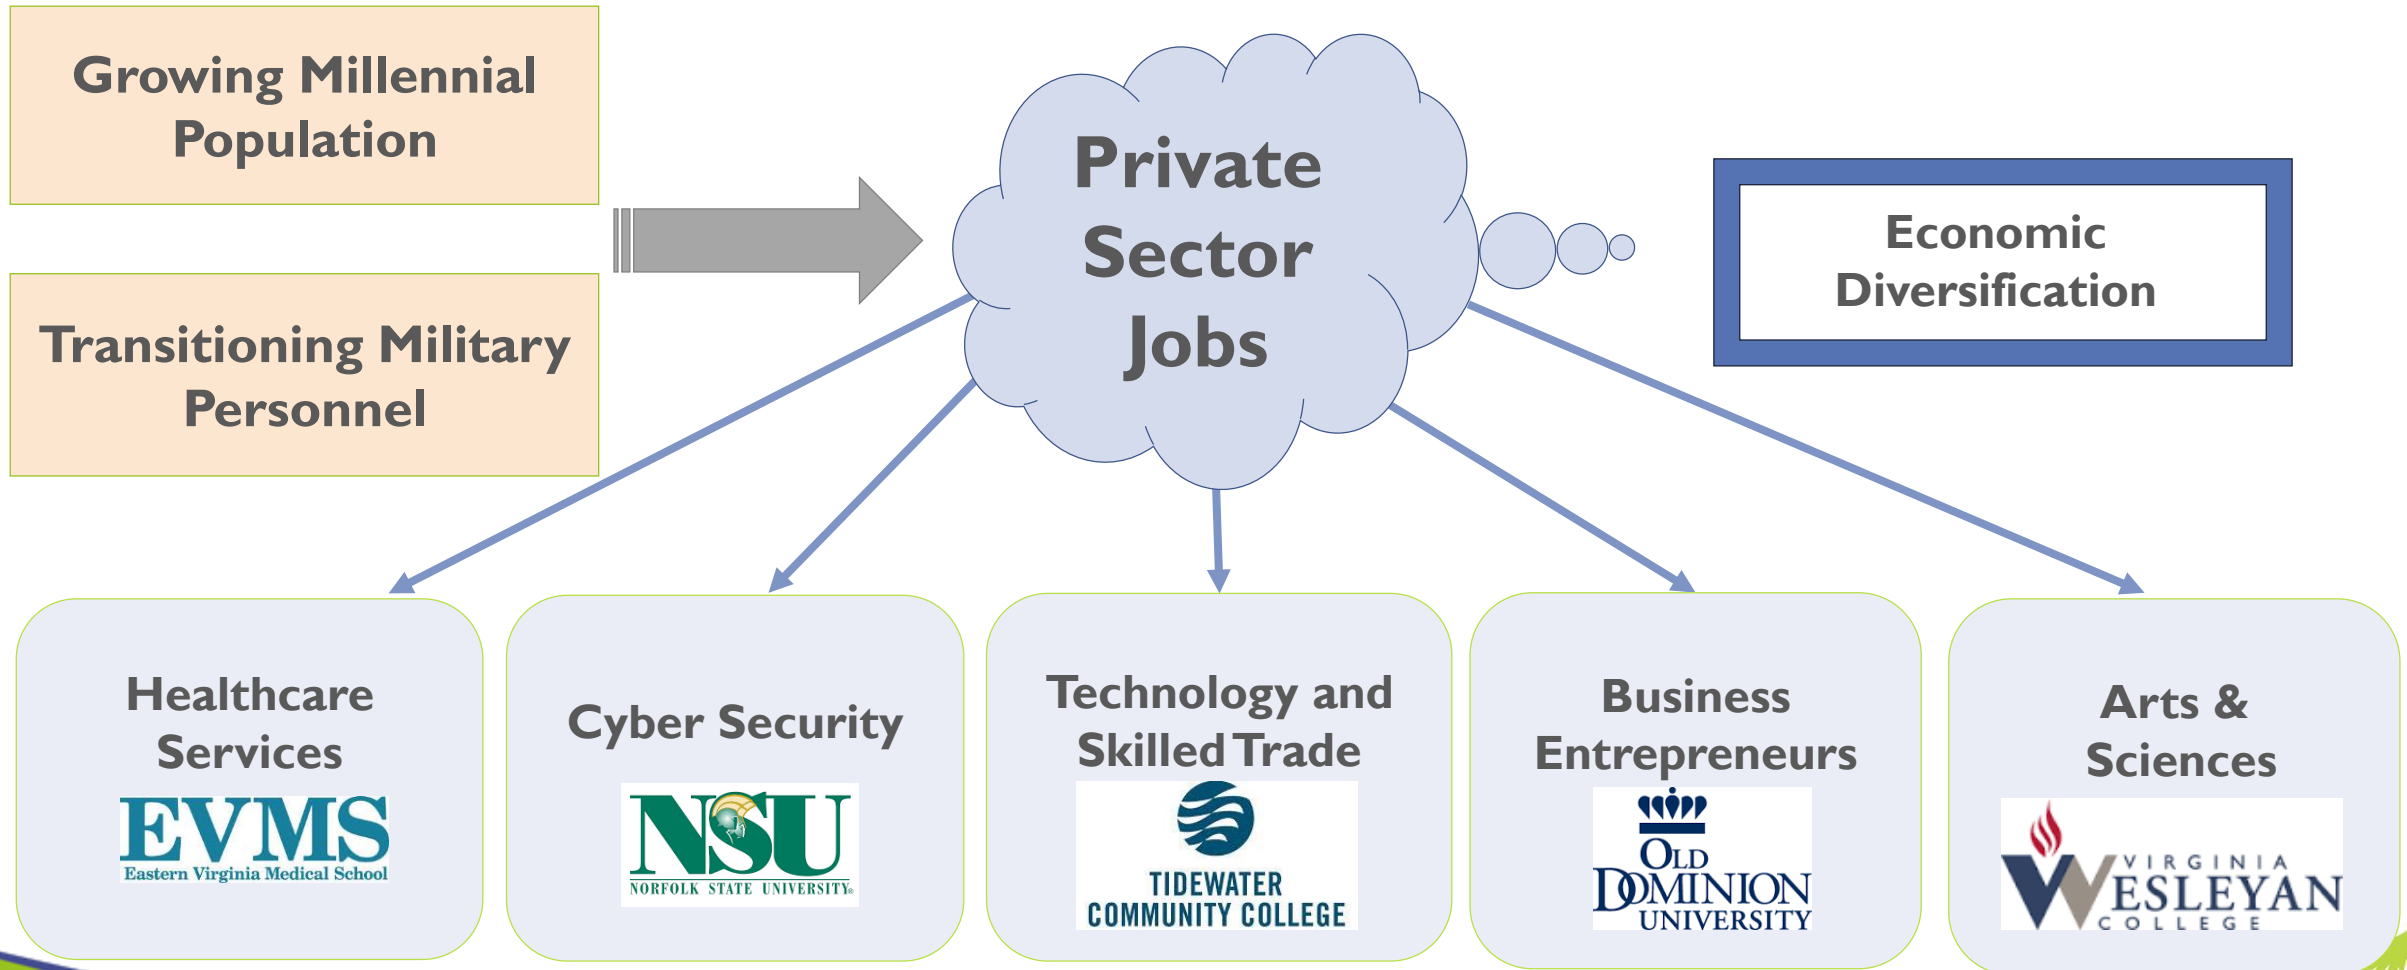 Growing Millennial
Population
Transitioning Military
Personnel
Private
Sector
Jobs
Economic
Diversification
Healthcare
Services
EVMS
Eastern Virginia Medical School
Cyber Security
NSU
NORFOLK STATE UNIVERSITY®
Technology and
Skilled Trade
TIDEWATER
COMMUNITY COLLEGE
Business
Entrepreneurs
OLD
DOMINION
UNIVERSITY
Arts &
Sciences
VIRGINIA
WESLEYAN
COLLEGE